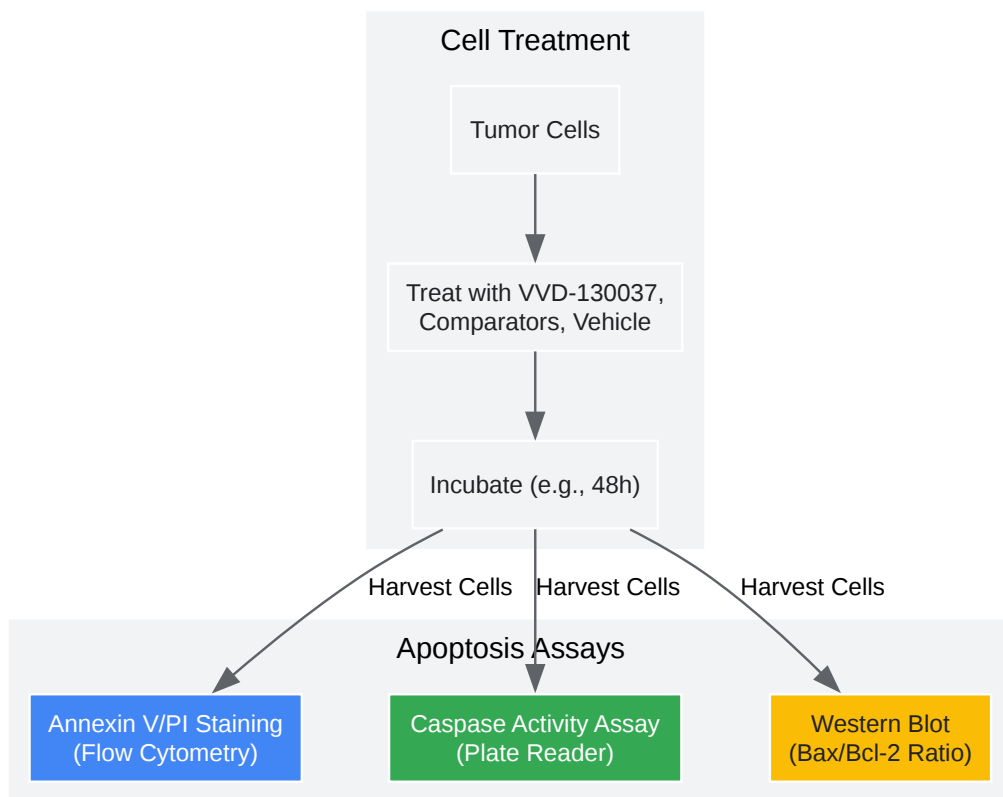 Cell Treatment
Tumor Cells
Treat with VVD-130037,
Comparators, Vehicle
Incubate (e.g., 48h)
Harvest Cells
Harvest Cells
Harvest Cells
Apoptosis Assays
Annexin V/PI Staining
(Flow Cytometry)
Caspase Activity Assay
(Plate Reader)
Western Blot
(Bax/Bcl-2 Ratio)